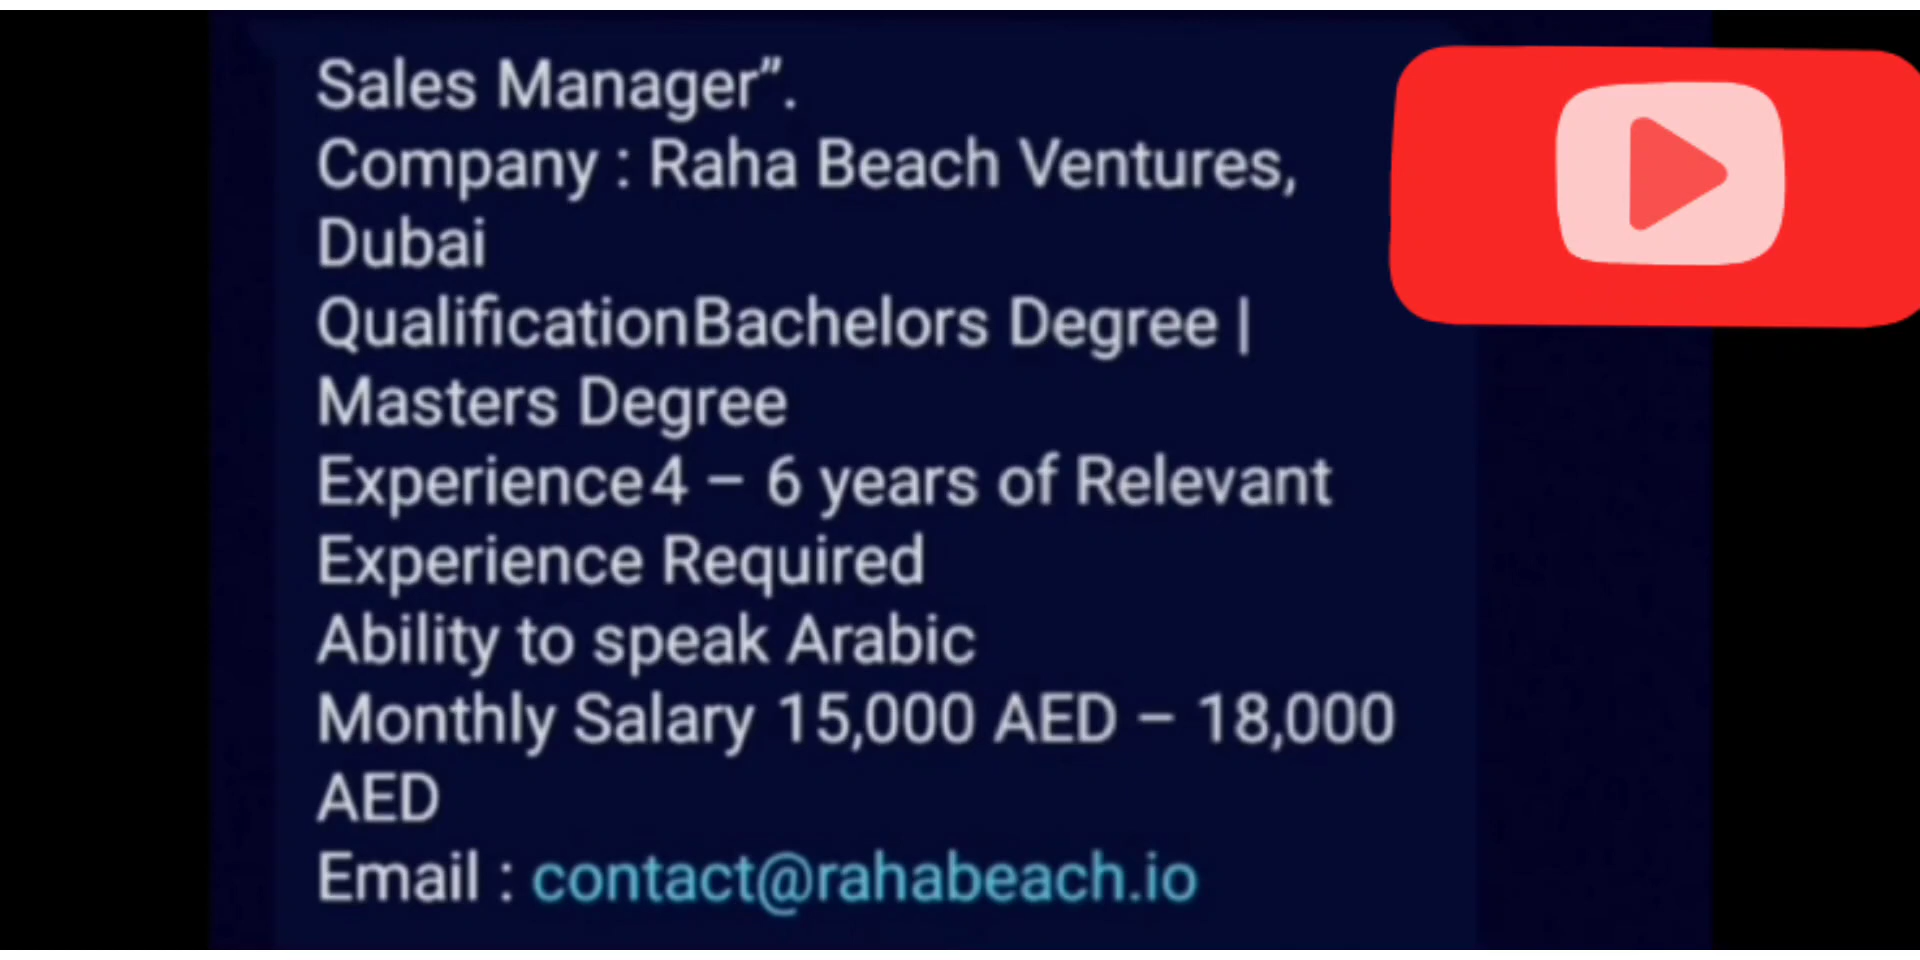 Sales Manager”.
Company : Raha Beach Ventures,
Dubai
QualificationBachelors Degree |
Masters Degree
Experience4 – 6 years of Relevant
Experience Required
Ability to speak Arabic
Monthly Salary 15,000 AED – 18,000
AED
Email : contact@rahabeach.io